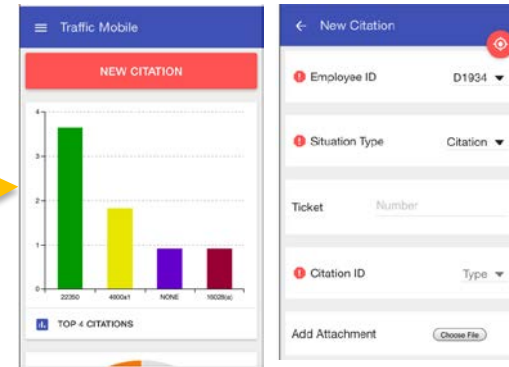 Traffic Mobile
NEW CITATION
4
3
2
1
0
22350
4000a1
NONE
16028(a)
TOP 4 CITATIONS
New Citation
Employee ID D1934
Situation Type Citation
Ticket Number
Citation ID Type
Add Attachment Choose File